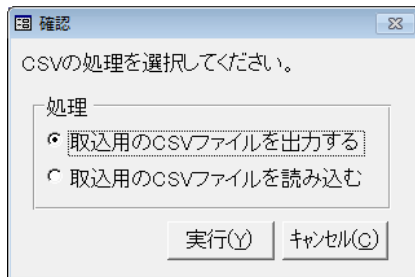 確認
CSVの処理を選択してください。
処理
取込用のCSVファイルを出力する
取込用のCSVファイルを読み込む
実行(Y) キャンセル(C)